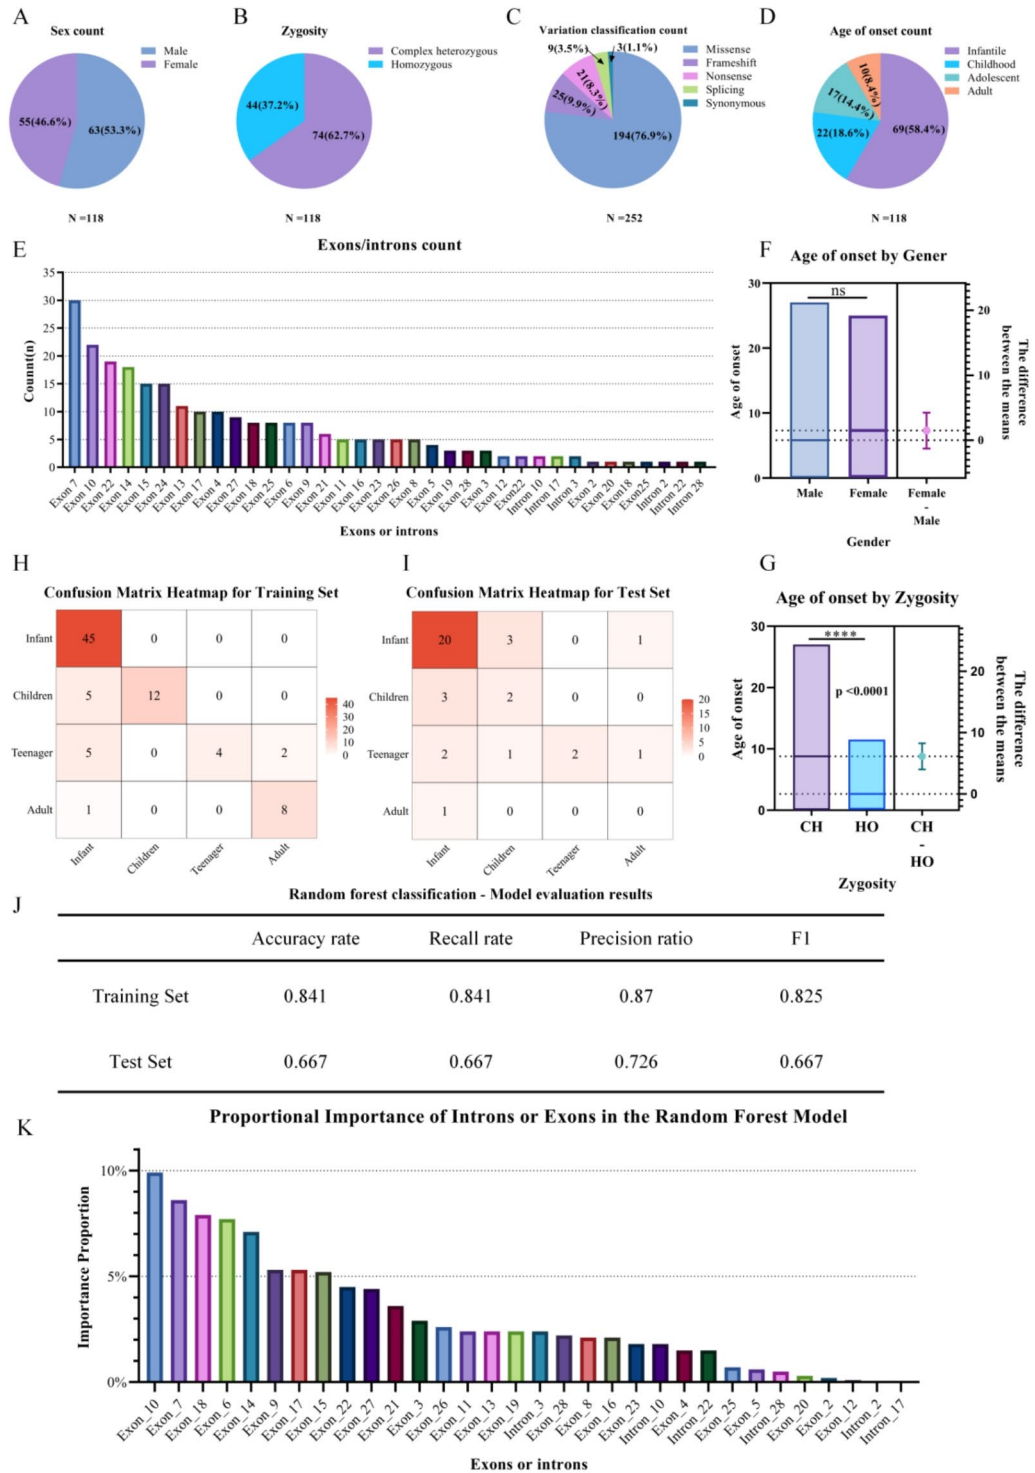 A
Sex count
Male
Female
55(46.6%)
63(53.3%)
N =118
B
Zygosity
Complex heterozygous
Homozygous
44(37.2%)
74(62.7%)
N =118
C
Variation classification count
9(3.5%)
3(1.1%)
21(8.3%)
25(9.9%)
194(76.9%)
Missense
Frameshift
Nonsense
Splicing
Synonymous
N =252
D
Age of onset count
Infantile
Childhood
Adolescent
Adult
10(8.4%)
17(14.4%)
22(18.6%)
69(58.4%)
N =118
E
Exons/introns count
Counnt(n)
35
30
25
20
15
10
5
0
Exon 7
Exon 10
Exon 22
Exon 14
Exon 15
Exon 24
Exon 13
Exon 17
Exon 4
Exon 27
Exon 18
Exon 25
Exon 6
Exon 9
Exon 21
Exon 11
Exon 16
Exon 23
Exon 26
Exon 8
Exon 5
Exon 19
Exon 28
Exon 3
Exon 12
Exon22
Intron 10
Intron 17
Intron 3
Exon 2
Exon 20
Exon18
Exon25
Intron 2
Intron 22
Intron 28
Exons or introns
F
Age of onset by Gener
Age of onset
30
20
10
0
ns
20
10
0
The difference
between the means
Male
Female
Female
-
Male
Gender
H
Confusion Matrix Heatmap for Training Set
Infant
45
0
0
0
Children
5
12
0
0
Teenager
5
0
4
2
Adult
1
0
0
8
Infant
Children
Teenager
Adult
40
30
20
10
0
I
Confusion Matrix Heatmap for Test Set
Infant
20
3
0
1
Children
3
2
0
0
Teenager
2
1
2
1
Adult
1
0
0
0
Infant
Children
Teenager
Adult
20
15
10
5
0
G
Age of onset by Zygosity
Age of onset
30
20
10
0
****
p <0.0001
20
10
0
The difference
between the means
CH
HO
CH
-
HO
Zygosity
J
Random forest classification - Model evaluation results
Accuracy rate Recall rate Precision ratio F1
Training Set 0.841 0.841 0.87 0.825
Test Set 0.667 0.667 0.726 0.667
K
Proportional Importance of Introns or Exons in the Random Forest Model
Importance Proportion
10%
5%
0%
Exon_10
Exon_7
Exon_18
Exon_6
Exon_14
Exon_9
Exon_17
Exon_15
Exon_22
Exon_27
Exon_21
Exon_3
Exon_26
Exon_11
Exon_13
Exon_19
Intron_3
Exon_28
Exon_8
Exon_16
Exon_23
Intron_10
Exon_4
Intron_22
Exon_25
Exon_5
Intron_28
Exon_20
Exon_2
Exon_12
Intron_2
Intron_17
Exons or introns